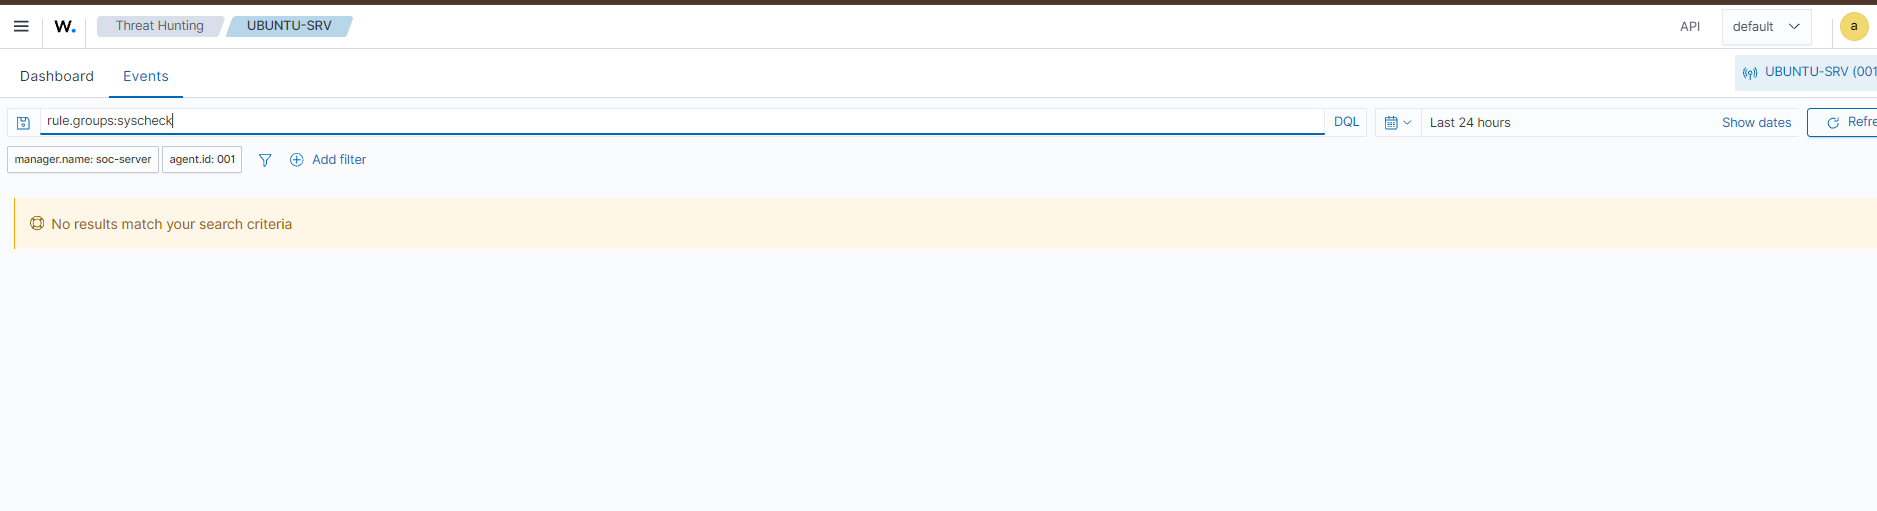 W. Threat Hunting UBUNTU-SRV API default a
Dashboard Events UBUNTU-SRV (001
rule.groups:syscheck DQL Last 24 hours Show dates Refre
manager.name: soc-server agent.id: 001 Add filter
No results match your search criteria